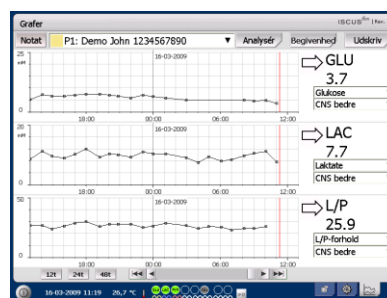 Grafer
ISCUSflex
Notat P1: Demo John 1234567890 Analysér Begivenhed Udskriv
25
mM
0
16-03-2009
18:00 00:00 06:00 12:00
GLU
3.7
Glukose
CNS bedre
20
mM
0
16-03-2009
18:00 00:00 06:00 12:00
LAC
7.7
Laktate
CNS bedre
50
0
16-03-2009
18:00 00:00 06:00 12:00
L/P
25.9
L/P-forhold
CNS bedre
12t 24t 48t
16-03-2009 11:19 26,7 °C